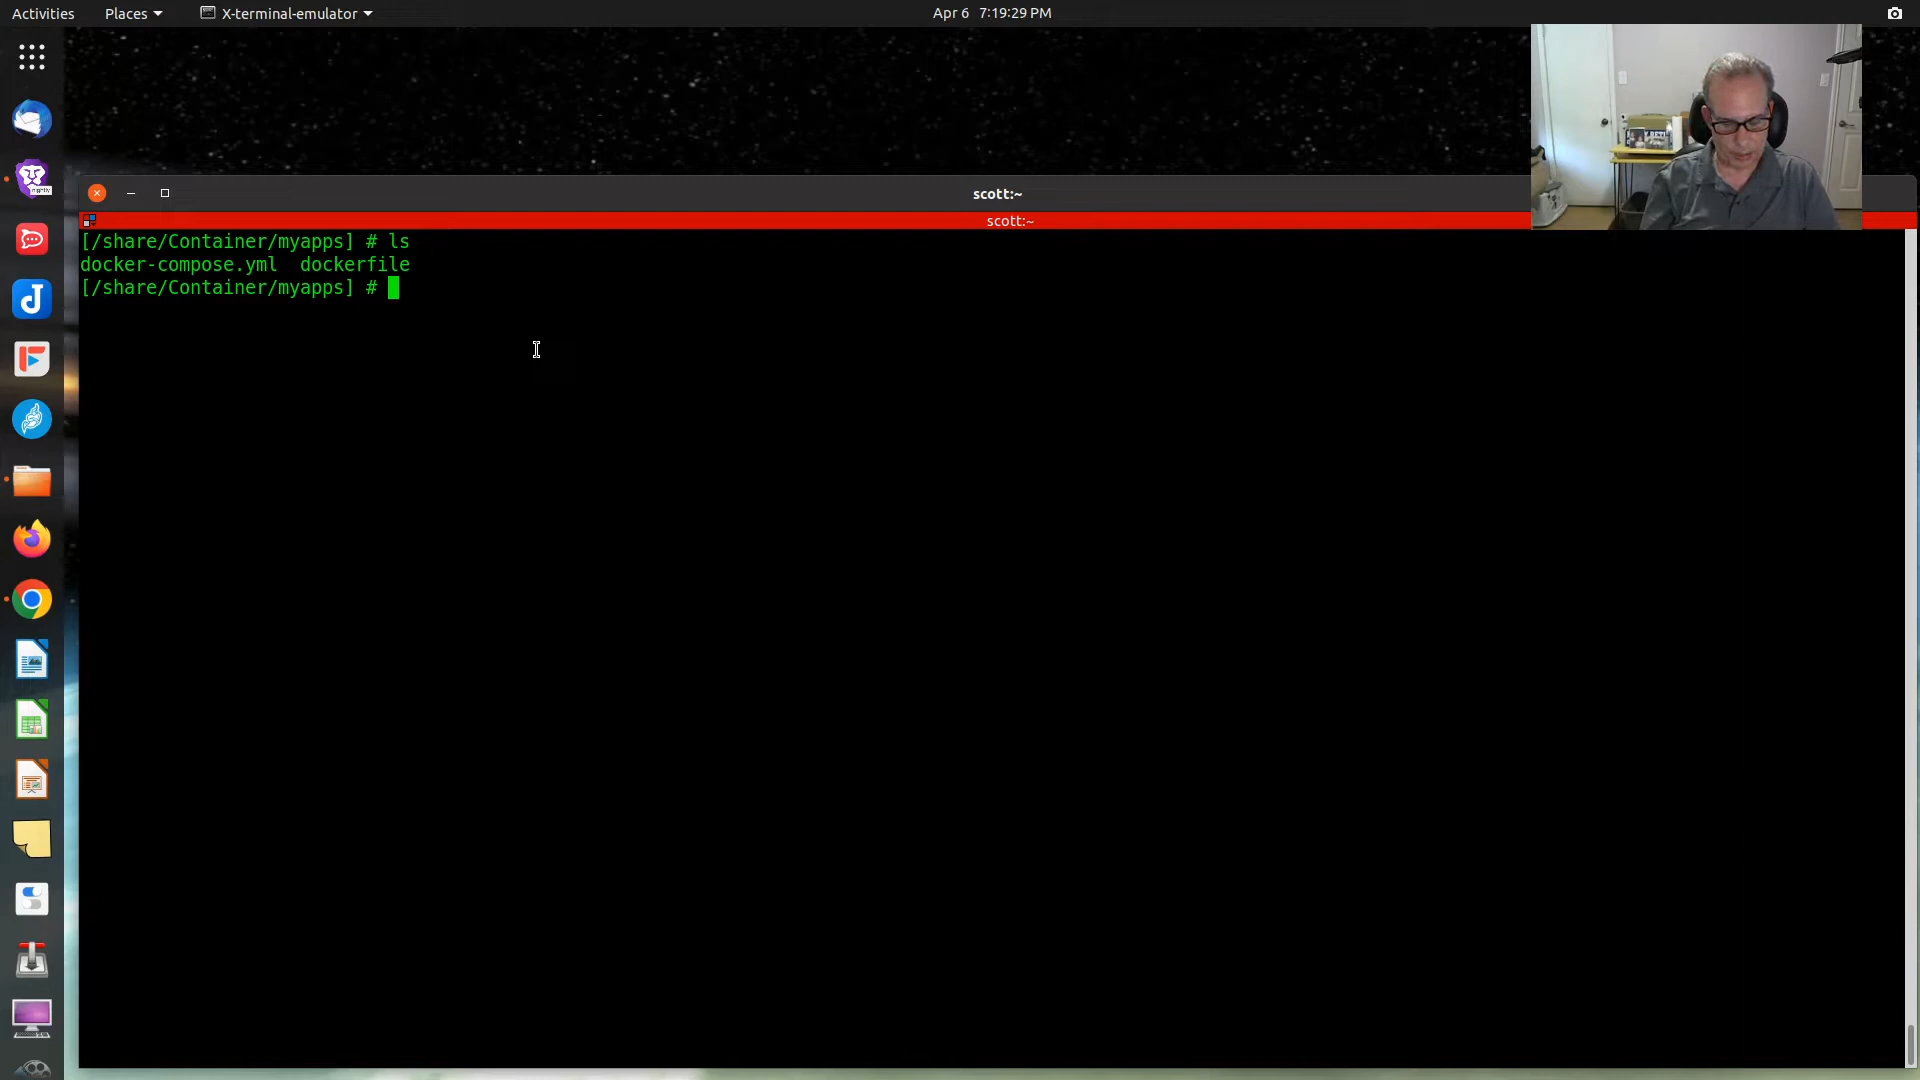 Activities Places X-terminal-emulator Apr 6 7:19:29 PM
nightly
scott:~
scott:~
[/share/Container/myapps] # ls
docker-compose.yml dockerfile
[/share/Container/myapps] #